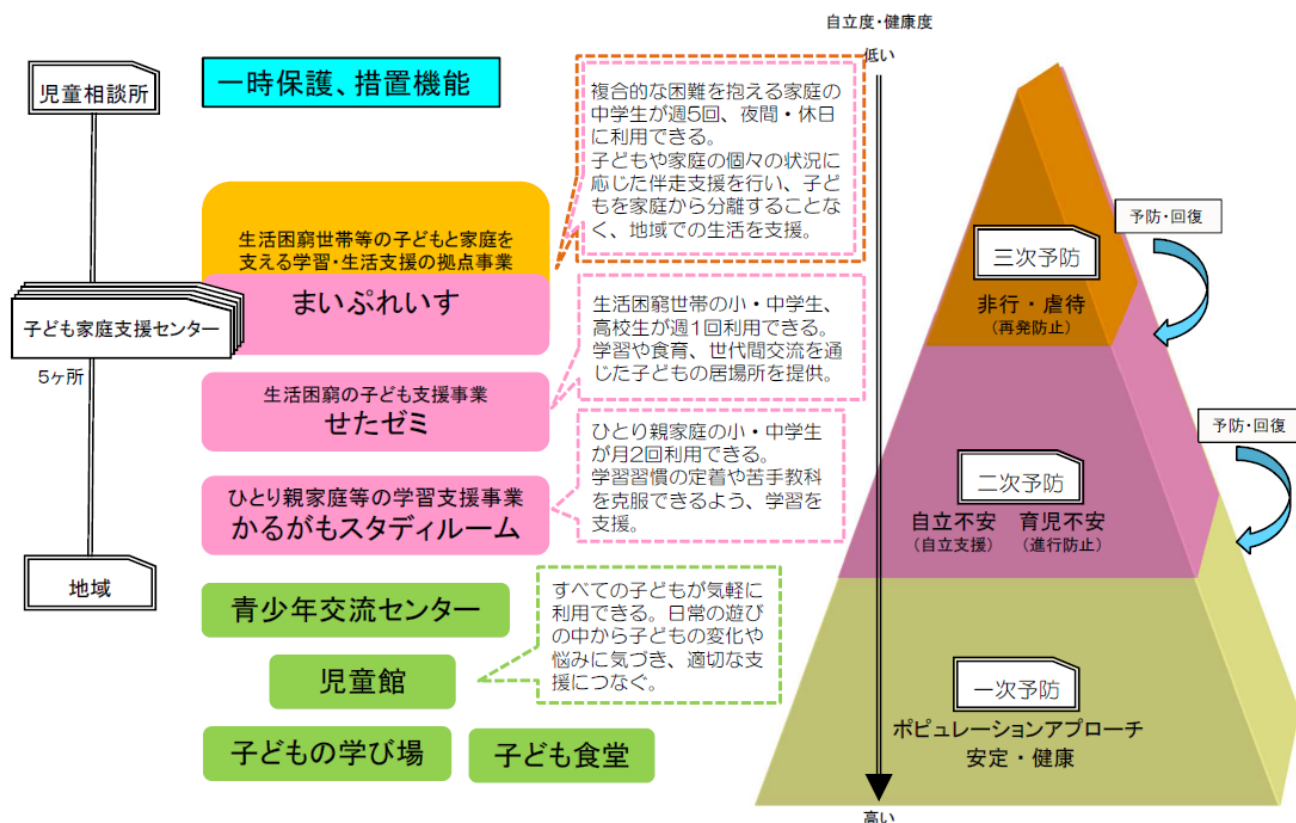 自立度・健康度
低い
児童相談所
一時保護、措置機能
複合的な困難を抱える家庭の
中学生が週5回、夜間・休日
に利用できる。
子どもや家庭の個々の状況に
応じた伴走支援を行い、子ど
もを家庭から分離することな
く、地域での生活を支援。
生活困窮世帯等の子どもと家庭を
支える学習・生活支援の拠点事業
まいぷれいす
子ども家庭支援センター
5ヶ所
生活困窮世帯の小・中学生、
高校生が週1回利用できる。
学習や食育、世代間交流を通
じた子どもの居場所を提供。
生活困窮の子ども支援事業
せたゼミ
ひとり親家庭の小・中学生
が月2回利用できる。
学習習慣の定着や苦手教科
を克服できるよう、学習を
支援。
ひとり親家庭等の学習支援事業
かるがもスタディルーム
地域
青少年交流センター
すべての子どもが気軽に
利用できる。日常の遊び
の中から子どもの変化や
悩みに気づき、適切な支
援につなぐ。
児童館
子どもの学び場
子ども食堂
予防・回復
三次予防
非行・虐待
(再発防止)
予防・回復
二次予防
自立不安 育児不安
(自立支援) (進行防止)
一次予防
ポピュレーションアプローチ
安定・健康
高い